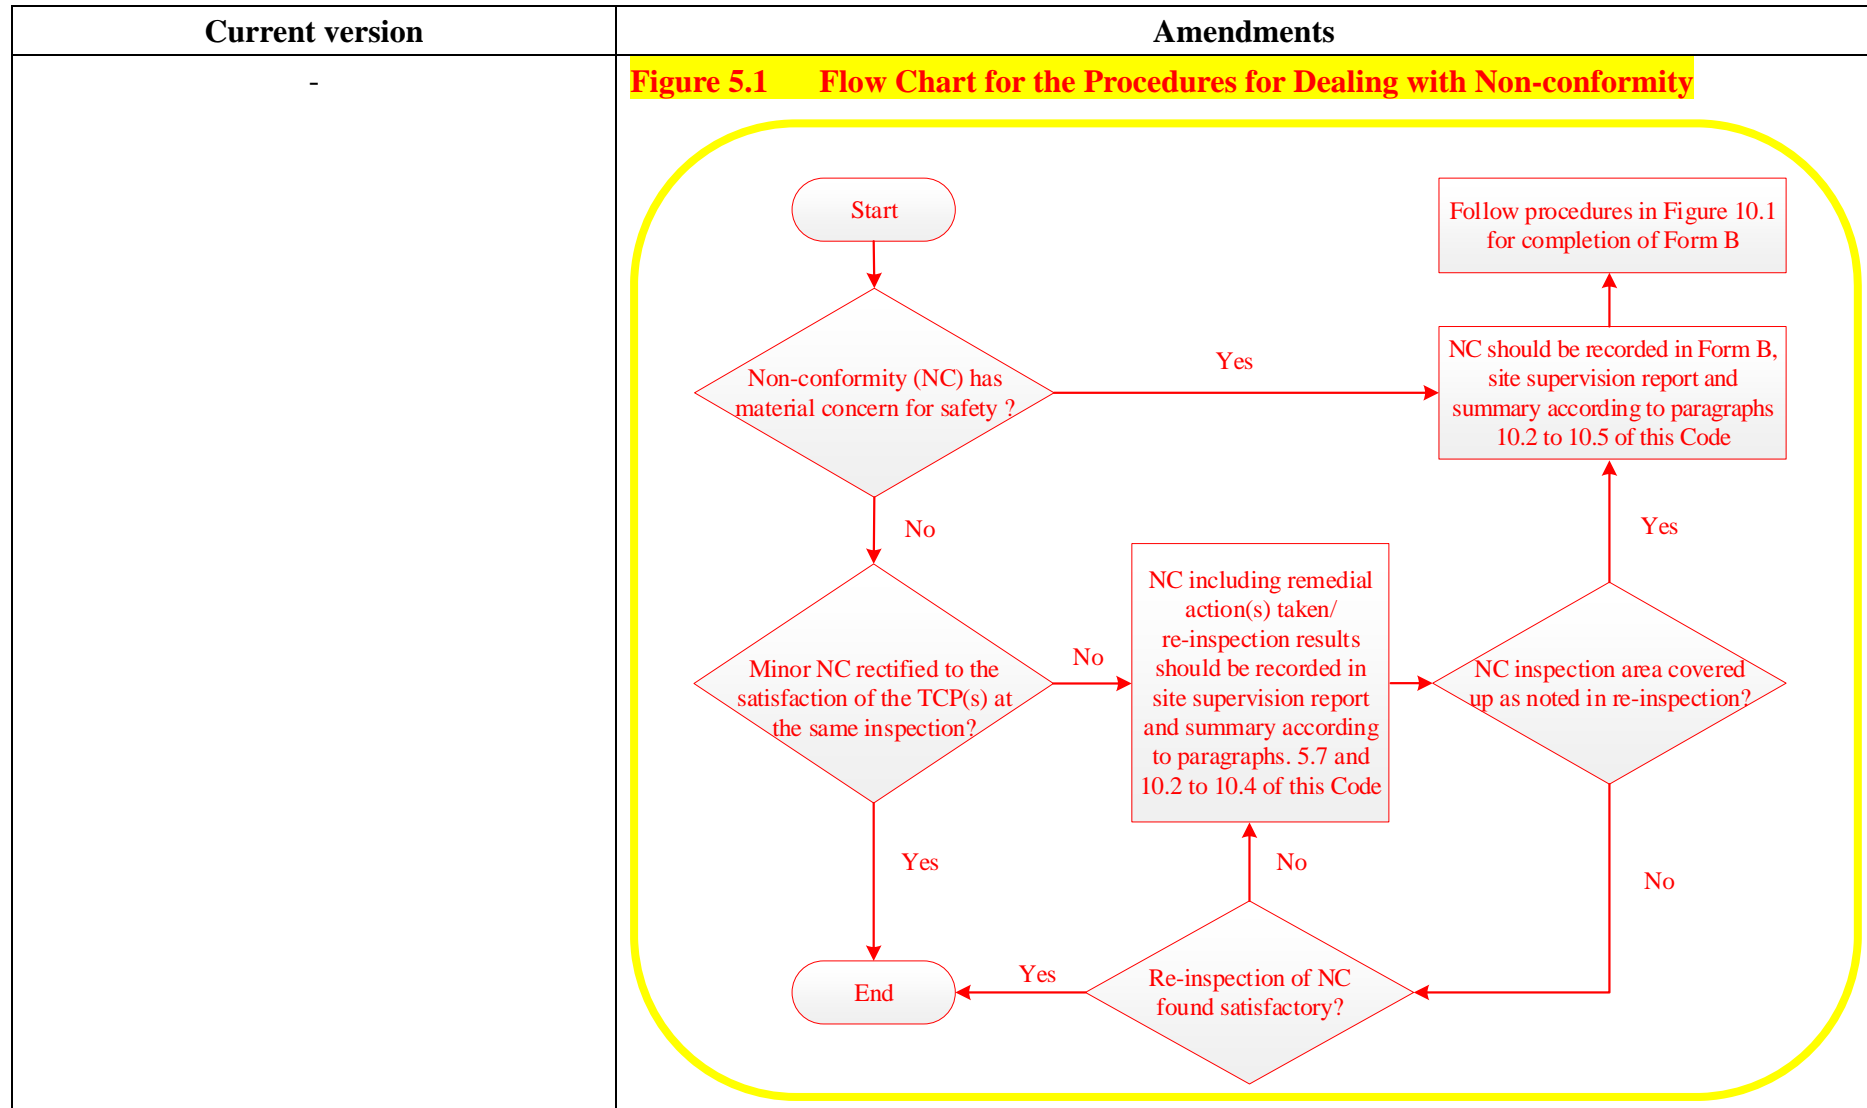 Current version
Amendments
-
Figure 5.1 Flow Chart for the Procedures for Dealing with Non-conformity
Start
Follow procedures in Figure 10.1
for completion of Form B
Non-conformity (NC) has
material concern for safety ?
Yes
NC should be recorded in Form B,
site supervision report and
summary according to paragraphs
10.2 to 10.5 of this Code
No
Yes
Minor NC rectified to the
satisfaction of the TCP(s) at
the same inspection?
No
NC including remedial
action(s) taken/
re-inspection results
should be recorded in
site supervision report
and summary according
to paragraphs. 5.7 and
10.2 to 10.4 of this Code
NC inspection area covered
up as noted in re-inspection?
Yes
No
No
End
Yes
Re-inspection of NC
found satisfactory?